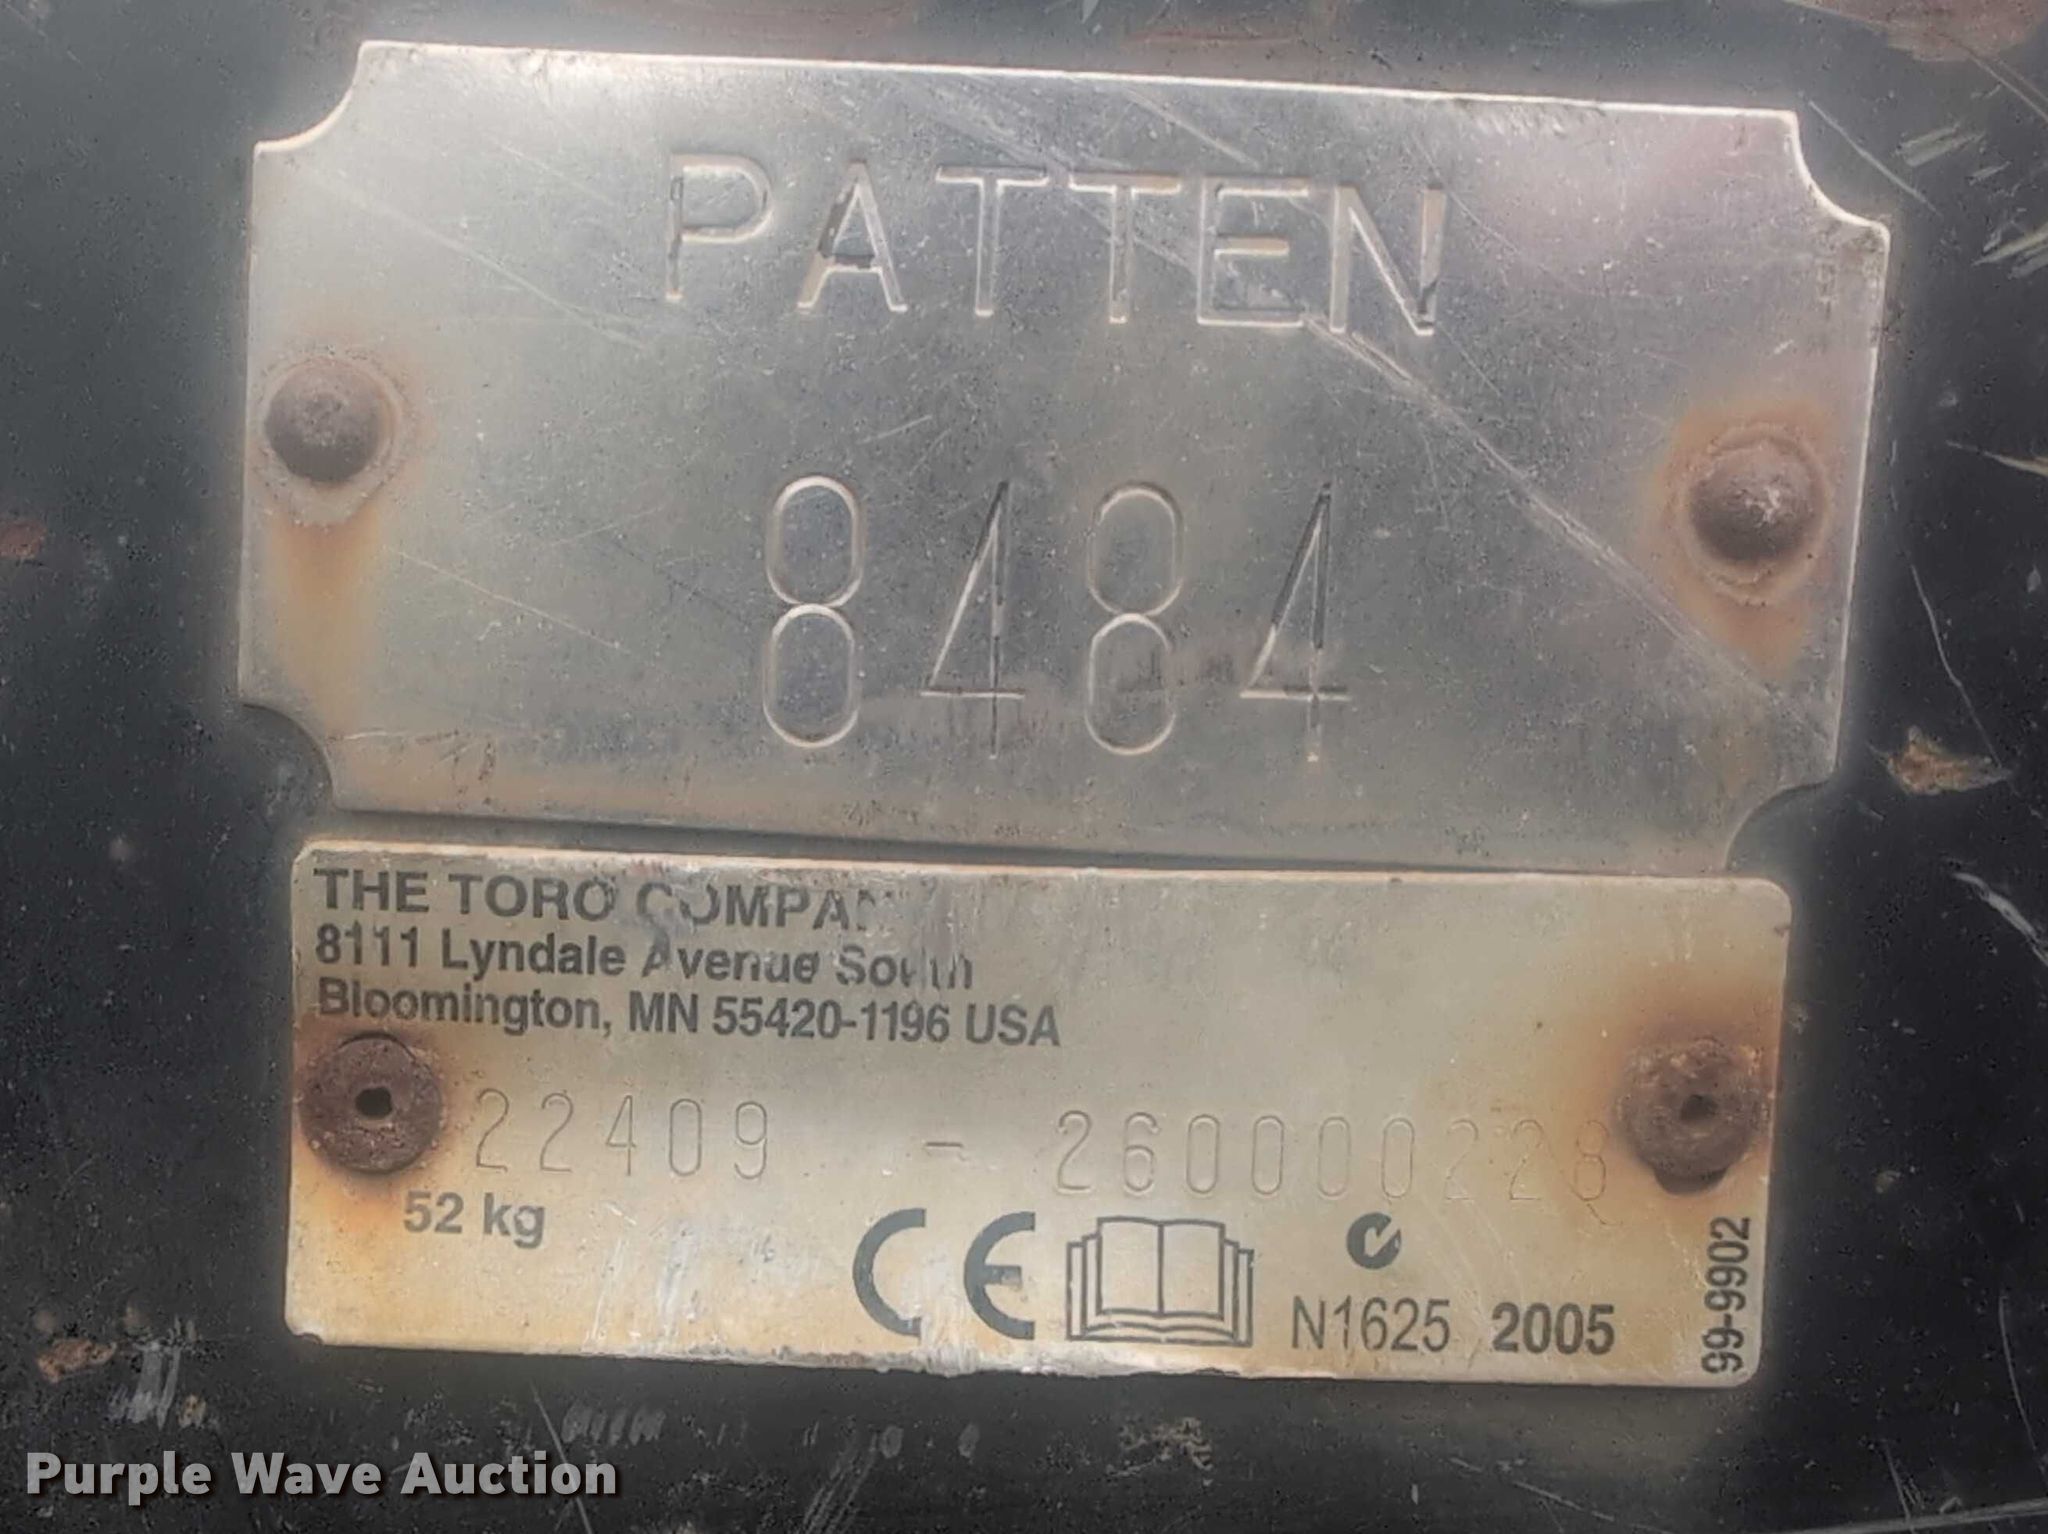 PATTEN
8484
THE TORO COMPANY
8111 Lyndale Avenue South
Bloomington, MN 55420-1196 USA
22409 - 260000228
52 kg
CE
N1625 2005
99-9902
Purple Wave Auction